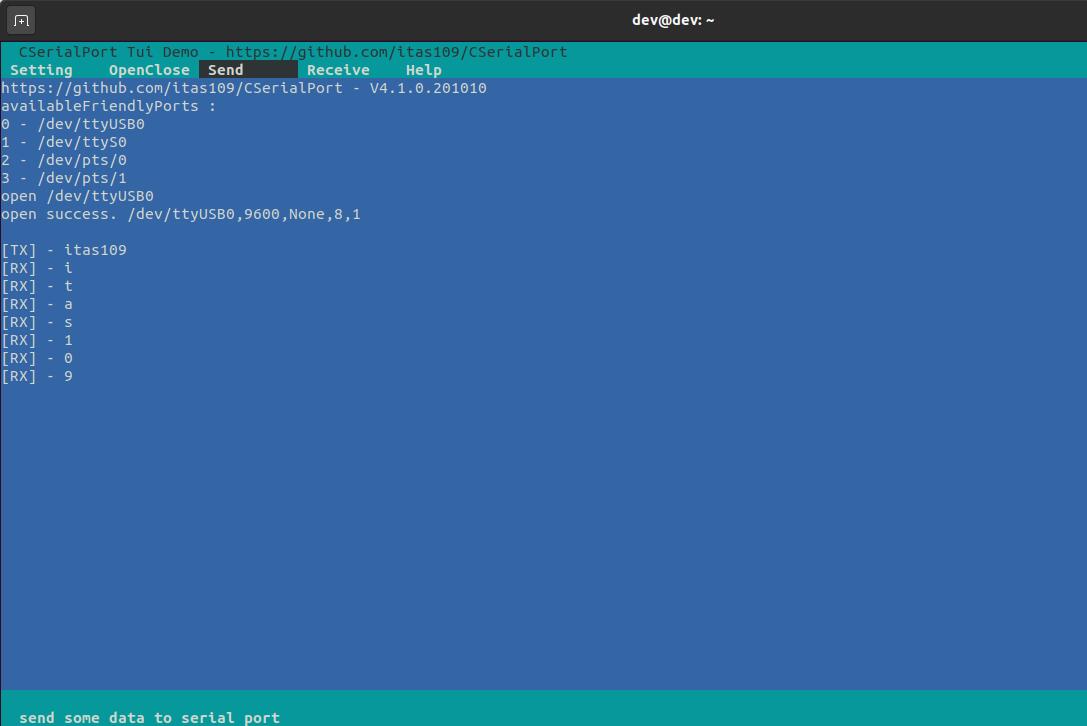 dev@dev: ~
CSerialPort Tui Demo - https://github.com/itas109/CSerialPort
Setting OpenClose Send Receive Help
https://github.com/itas109/CSerialPort - V4.1.0.201010
availableFriendlyPorts :
0 - /dev/ttyUSB0
1 - /dev/ttyS0
2 - /dev/pts/0
3 - /dev/pts/1
open /dev/ttyUSB0
open success. /dev/ttyUSB0,9600,None,8,1
[TX] - itas109
[RX] - i
[RX] - t
[RX] - a
[RX] - s
[RX] - 1
[RX] - 0
[RX] - 9
send some data to serial port